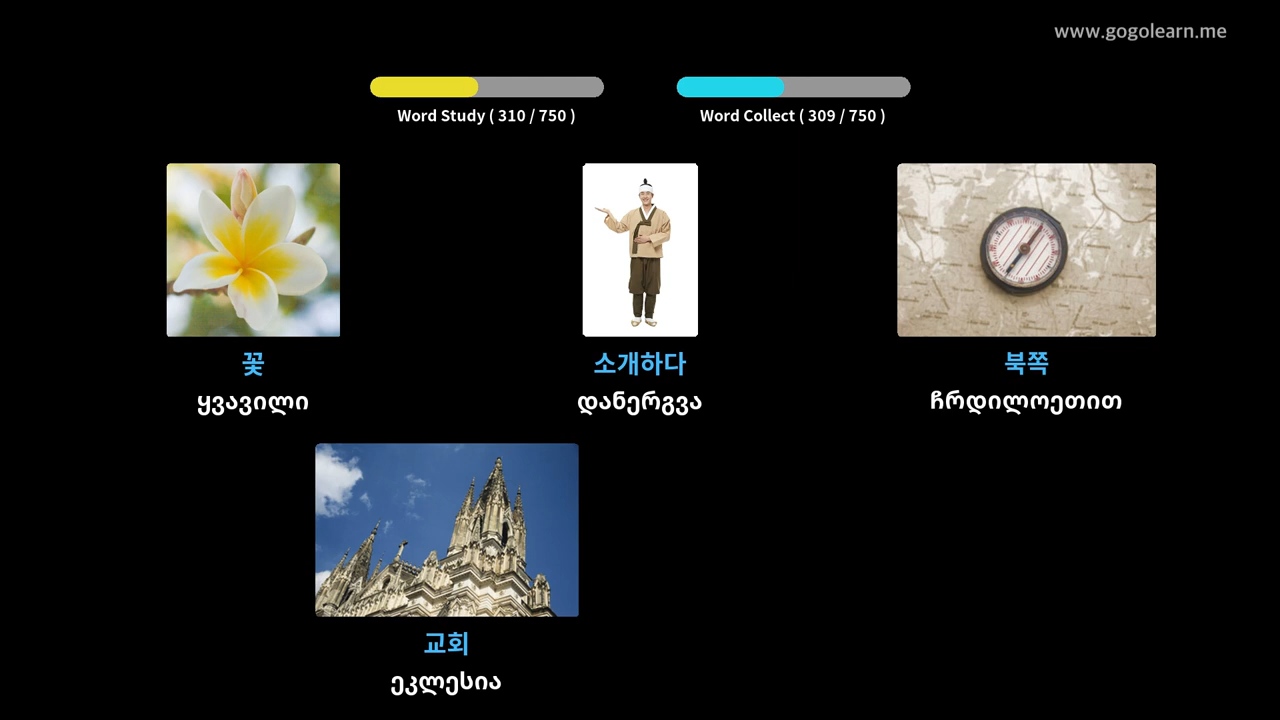 www.gogolearn.me
Word Study ( 310 / 750 )
Word Collect ( 309 / 750 )
꽃
ყვავილი
소개하다
დანერგვა
북쪽
ჩრდილოეთით
교회
ეკლესია